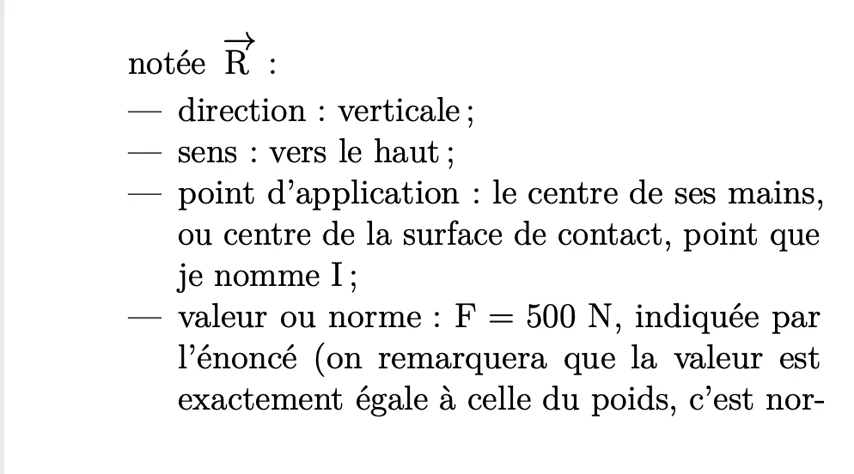 notée R⃗ :
— direction : verticale ;
— sens : vers le haut ;
— point d’application : le centre de ses mains,
ou centre de la surface de contact, point que
je nomme I ;
— valeur ou norme : F = 500 N, indiquée par
l’énoncé (on remarquera que la valeur est
exactement égale à celle du poids, c’est nor-